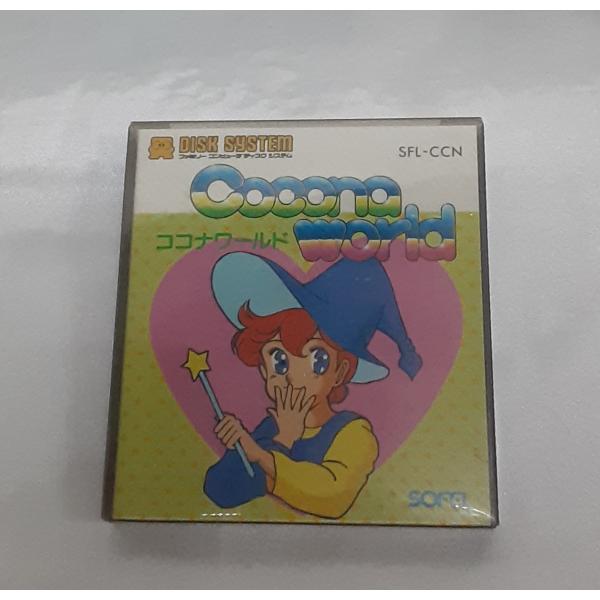 DISK SYSTEM
ファミリー コンピュータ ディスク システム
SFL-CCN
Cocona
world
ココナワールド
SOFEL